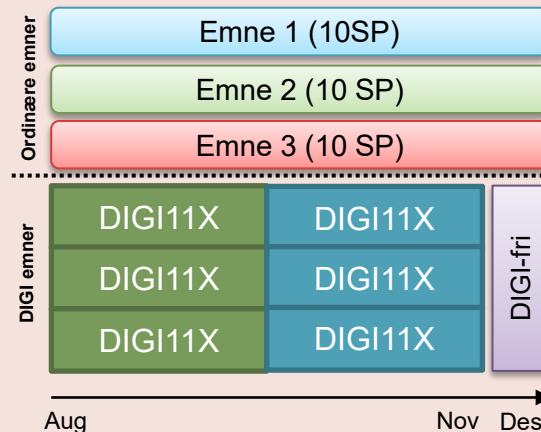 Ordinære emner
Emne 1 (10SP)
Emne 2 (10 SP)
Emne 3 (10 SP)
DIGI emner
DIGI11X DIGI11X
DIGI11X DIGI11X
DIGI11X DIGI11X
DIGI-fri
Aug Nov Des